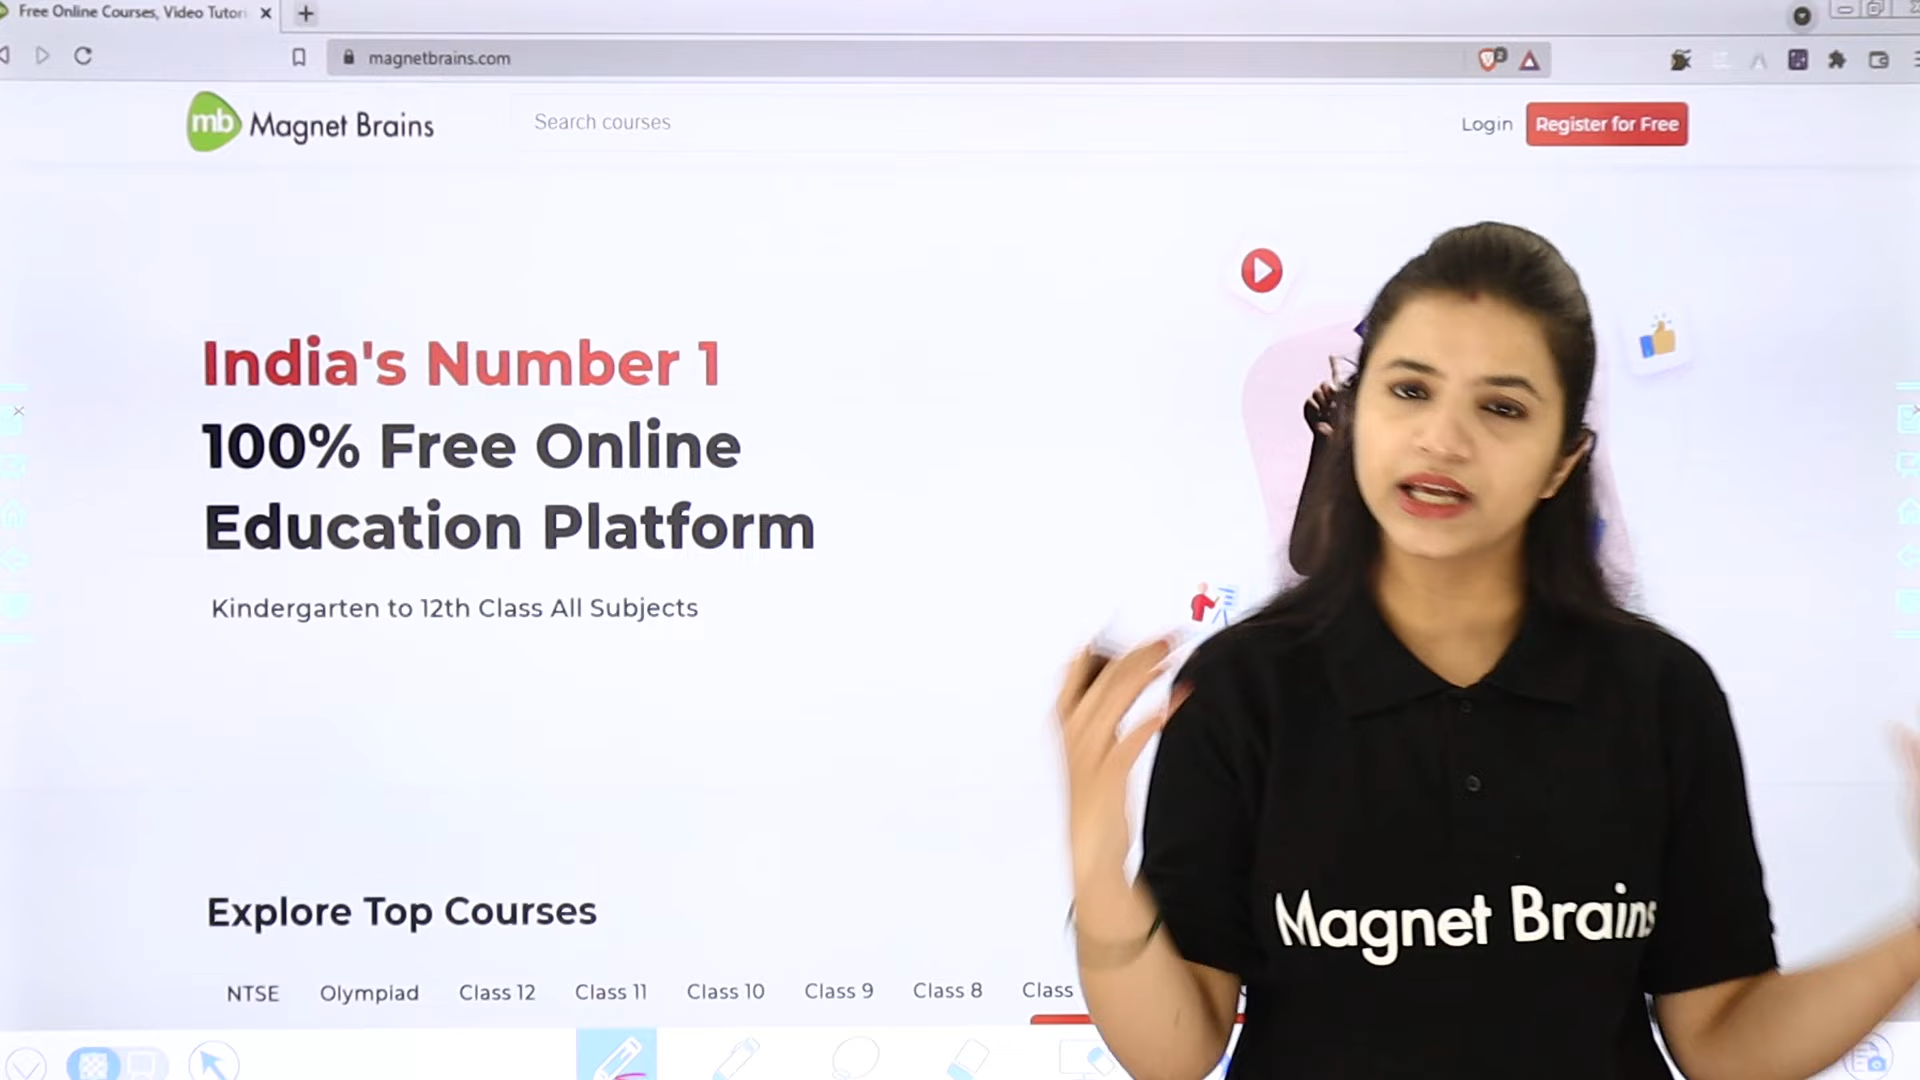 Free Online Courses, Video Tutori
magnetbrains.com
2
mb Magnet Brains
Search courses
Login
Register for Free
India's Number 1
100% Free Online
Education Platform
Kindergarten to 12th Class All Subjects
Explore Top Courses
NTSE Olympiad Class 12 Class 11 Class 10 Class 9 Class 8 Class
Magnet Brains